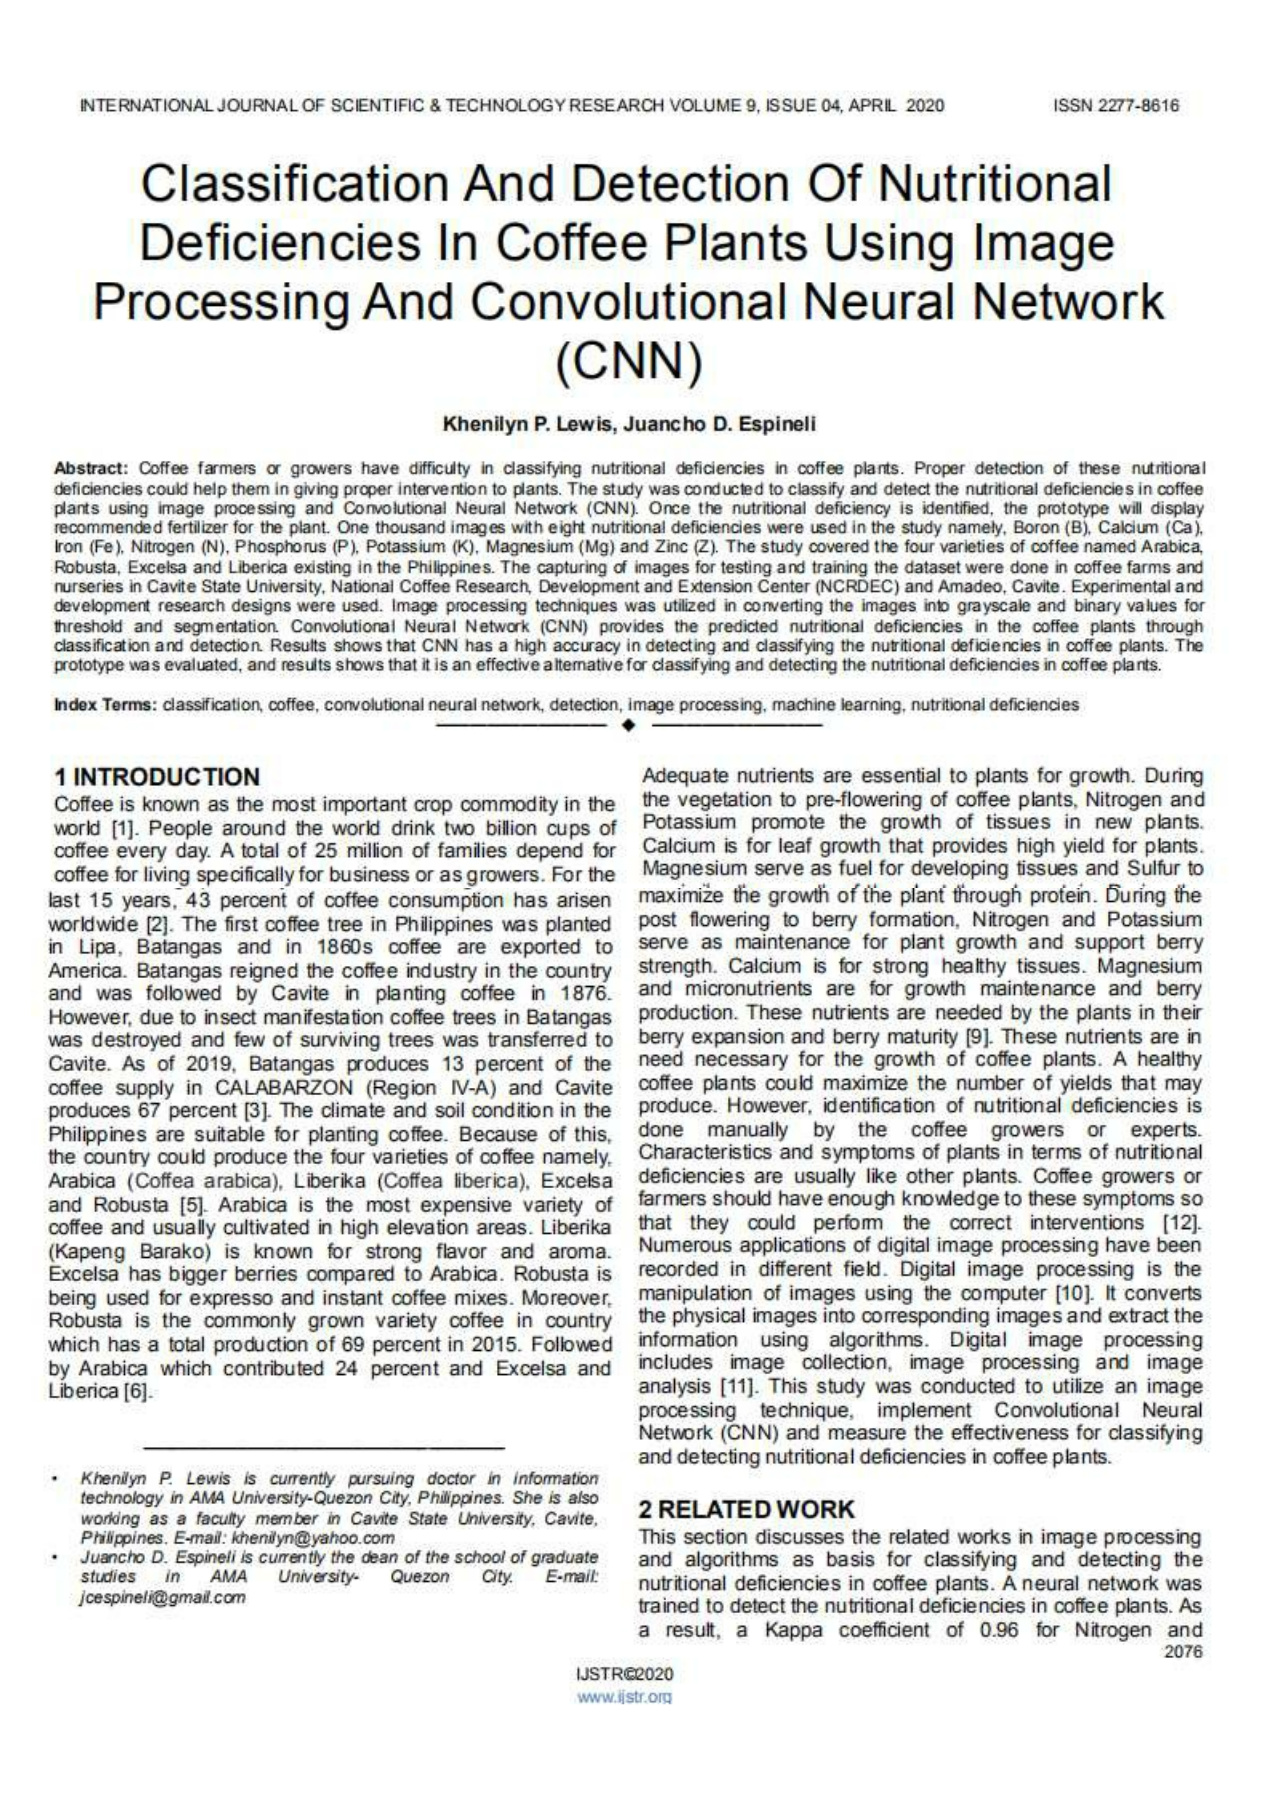 INTERNATIONAL JOURNAL OF SCIENTIFIC & TECHNOLOGY RESEARCH VOLUME 9, ISSUE 04, APRIL 2020 ISSN 2277-8616
Classification And Detection Of Nutritional
Deficiencies In Coffee Plants Using Image
Processing And Convolutional Neural Network
(CNN)
Khenilyn P. Lewis, Juancho D. Espineli
Abstract: Coffee farmers or growers have difficulty in classifying nutritional deficiencies in coffee plants. Proper detection of these nutritional
deficiencies could help them in giving proper intervention to plants. The study was conducted to classify and detect the nutritional deficiencies in coffee
plants using image processing and Convolutional Neural Network (CNN). Once the nutritional deficiency is identified, the prototype will display
recommended fertilizer for the plant. One thousand images with eight nutritional deficiencies were used in the study namely, Boron (B), Calcium (Ca),
Iron (Fe), Nitrogen (N), Phosphorus (P), Potassium (K), Magnesium (Mg) and Zinc (Z). The study covered the four varieties of coffee named Arabica,
Robusta, Excelsa and Liberica existing in the Philippines. The capturing of images for testing and training the dataset were done in coffee farms and
nurseries in Cavite State University, National Coffee Research, Development and Extension Center (NCRDEC) and Amadeo, Cavite. Experimental and
development research designs were used. Image processing techniques was utilized in converting the images into grayscale and binary values for
threshold and segmentation. Convolutional Neural Network (CNN) provides the predicted nutritional deficiencies in the coffee plants through
classification and detection. Results shows that CNN has a high accuracy in detecting and classifying the nutritional deficiencies in coffee plants. The
prototype was evaluated, and results shows that it is an effective alternative for classifying and detecting the nutritional deficiencies in coffee plants.
Index Terms: classification, coffee, convolutional neural network, detection, image processing, machine learning, nutritional deficiencies
1 INTRODUCTION
Coffee is known as the most important crop commodity in the
world [1]. People around the world drink two billion cups of
coffee every day. A total of 25 million of families depend for
coffee for living specifically for business or as growers. For the
last 15 years, 43 percent of coffee consumption has arisen
worldwide [2]. The first coffee tree in Philippines was planted
in Lipa, Batangas and in 1860s coffee are exported to
America. Batangas reigned the coffee industry in the country
and was followed by Cavite in planting coffee in 1876.
However, due to insect manifestation coffee trees in Batangas
was destroyed and few of surviving trees was transferred to
Cavite. As of 2019, Batangas produces 13 percent of the
coffee supply in CALABARZON (Region IV-A) and Cavite
produces 67 percent [3]. The climate and soil condition in the
Philippines are suitable for planting coffee. Because of this,
the country could produce the four varieties of coffee namely,
Arabica (Coffea arabica), Liberika (Coffea liberica), Excelsa
and Robusta [5]. Arabica is the most expensive variety of
coffee and usually cultivated in high elevation areas. Liberika
(Kapeng Barako) is known for strong flavor and aroma.
Excelsa has bigger berries compared to Arabica. Robusta is
being used for expresso and instant coffee mixes. Moreover,
Robusta is the commonly grown variety coffee in country
which has a total production of 69 percent in 2015. Followed
by Arabica which contributed 24 percent and Excelsa and
Liberica [6].
• Khenilyn P. Lewis is currently pursuing doctor in information
technology in AMA University-Quezon City, Philippines. She is also
working as a faculty member in Cavite State University, Cavite,
Philippines. E-mail: khenilyn@yahoo.com
• Juancho D. Espineli is currently the dean of the school of graduate
studies in AMA University- Quezon City. E-mail:
jcespineli@gmail.com
Adequate nutrients are essential to plants for growth. During
the vegetation to pre-flowering of coffee plants, Nitrogen and
Potassium promote the growth of tissues in new plants.
Calcium is for leaf growth that provides high yield for plants.
Magnesium serve as fuel for developing tissues and Sulfur to
maximize the growth of the plant through protein. During the
post flowering to berry formation, Nitrogen and Potassium
serve as maintenance for plant growth and support berry
strength. Calcium is for strong healthy tissues. Magnesium
and micronutrients are for growth maintenance and berry
production. These nutrients are needed by the plants in their
berry expansion and berry maturity [9]. These nutrients are in
need necessary for the growth of coffee plants. A healthy
coffee plants could maximize the number of yields that may
produce. However, identification of nutritional deficiencies is
done manually by the coffee growers or experts.
Characteristics and symptoms of plants in terms of nutritional
deficiencies are usually like other plants. Coffee growers or
farmers should have enough knowledge to these symptoms so
that they could perform the correct interventions [12].
Numerous applications of digital image processing have been
recorded in different field. Digital image processing is the
manipulation of images using the computer [10]. It converts
the physical images into corresponding images and extract the
information using algorithms. Digital image processing
includes image collection, image processing and image
analysis [11]. This study was conducted to utilize an image
processing technique, implement Convolutional Neural
Network (CNN) and measure the effectiveness for classifying
and detecting nutritional deficiencies in coffee plants.
2 RELATED WORK
This section discusses the related works in image processing
and algorithms as basis for classifying and detecting the
nutritional deficiencies in coffee plants. A neural network was
trained to detect the nutritional deficiencies in coffee plants. As
a result, a Kappa coefficient of 0.96 for Nitrogen and
2076
IJSTR©2020
www.ijstr.org